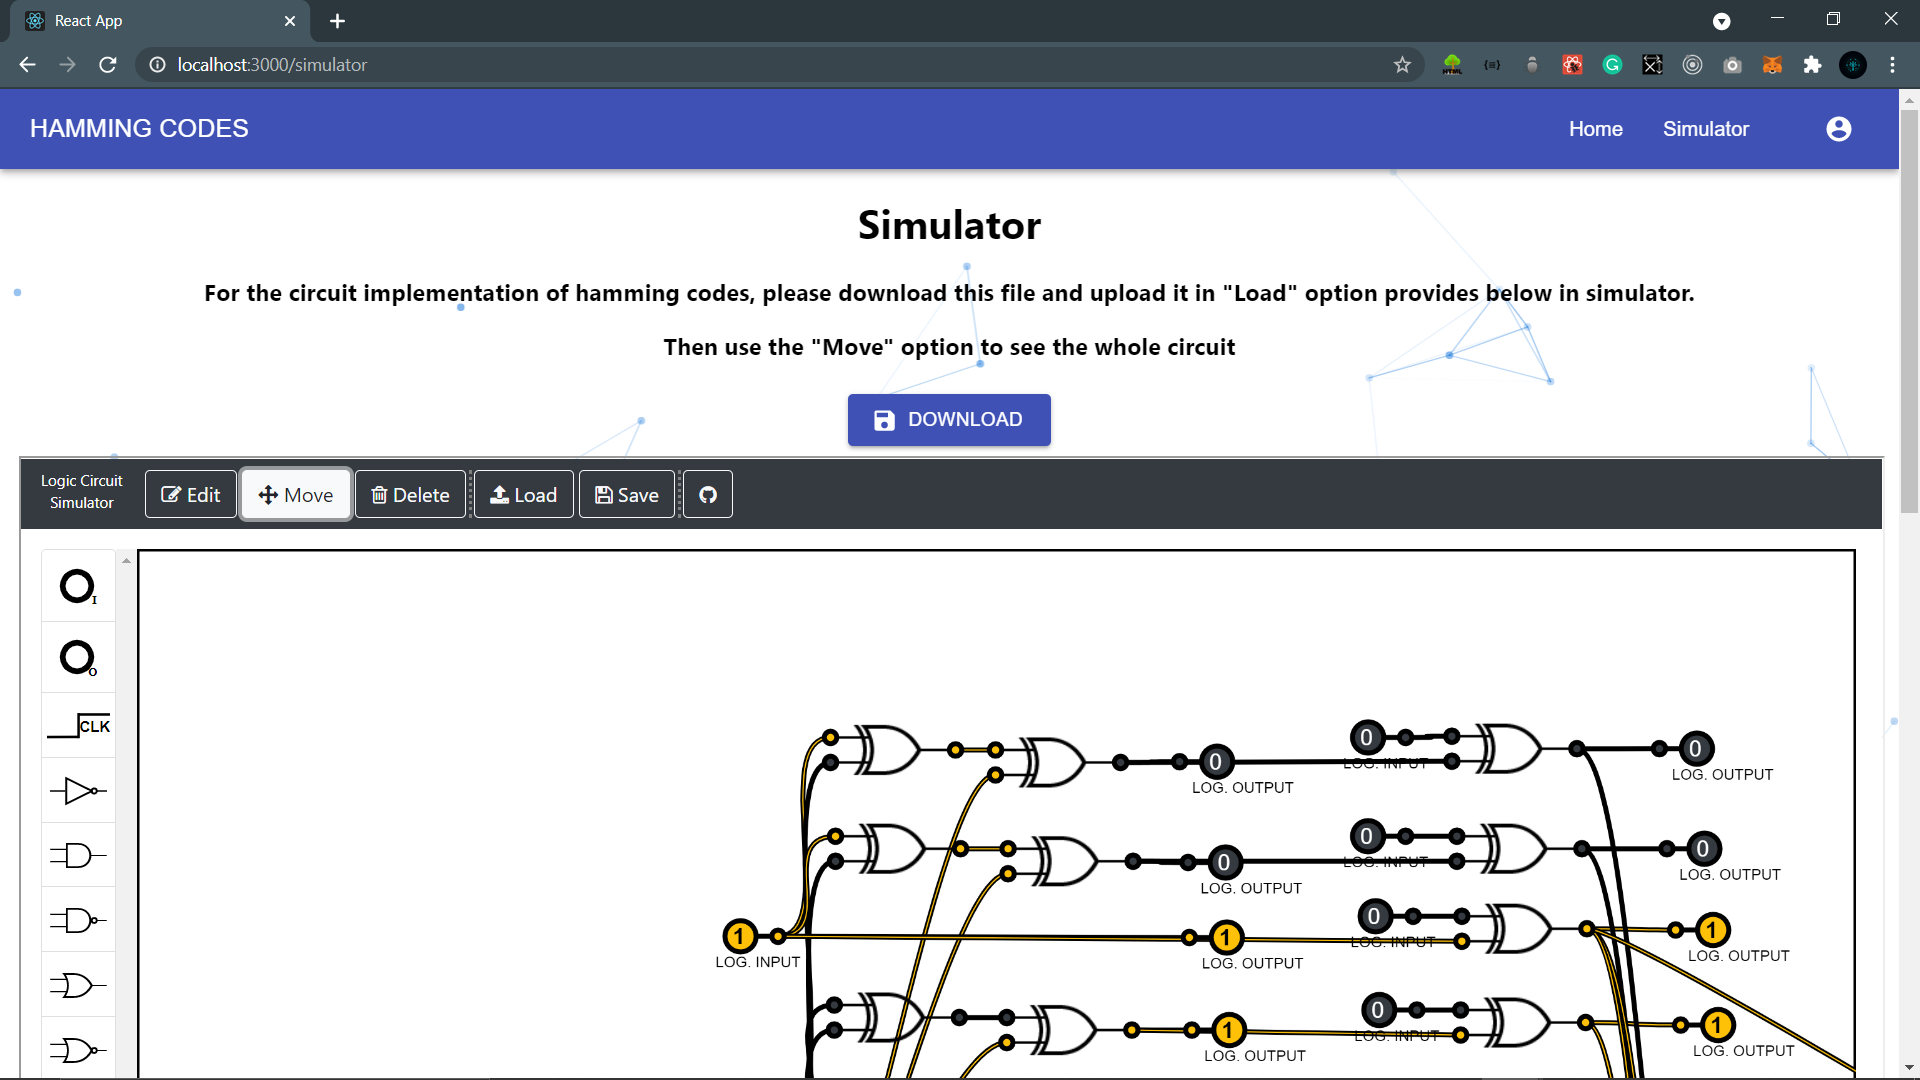 React App
localhost:3000/simulator
HAMMING CODES
Home
Simulator
Simulator
For the circuit implementation of hamming codes, please download this file and upload it in "Load" option provides below in simulator.
Then use the "Move" option to see the whole circuit
DOWNLOAD
Logic Circuit
Simulator
Edit
Move
Delete
Load
Save
I
O
CLK
0
LOG. INPUT
0
LOG. OUTPUT
0
LOG. OUTPUT
0
LOG. INPUT
0
LOG. OUTPUT
0
LOG. OUTPUT
1
LOG. INPUT
1
LOG. OUTPUT
0
LOG. INPUT
1
LOG. OUTPUT
1
LOG. OUTPUT
0
LOG. INPUT
1
LOG. OUTPUT